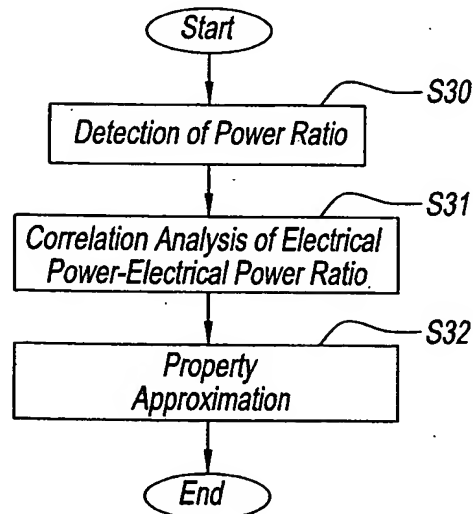 Start
S30
Detection of Power Ratio
S31
Correlation Analysis of Electrical
Power-Electrical Power Ratio
S32
Property
Approximation
End